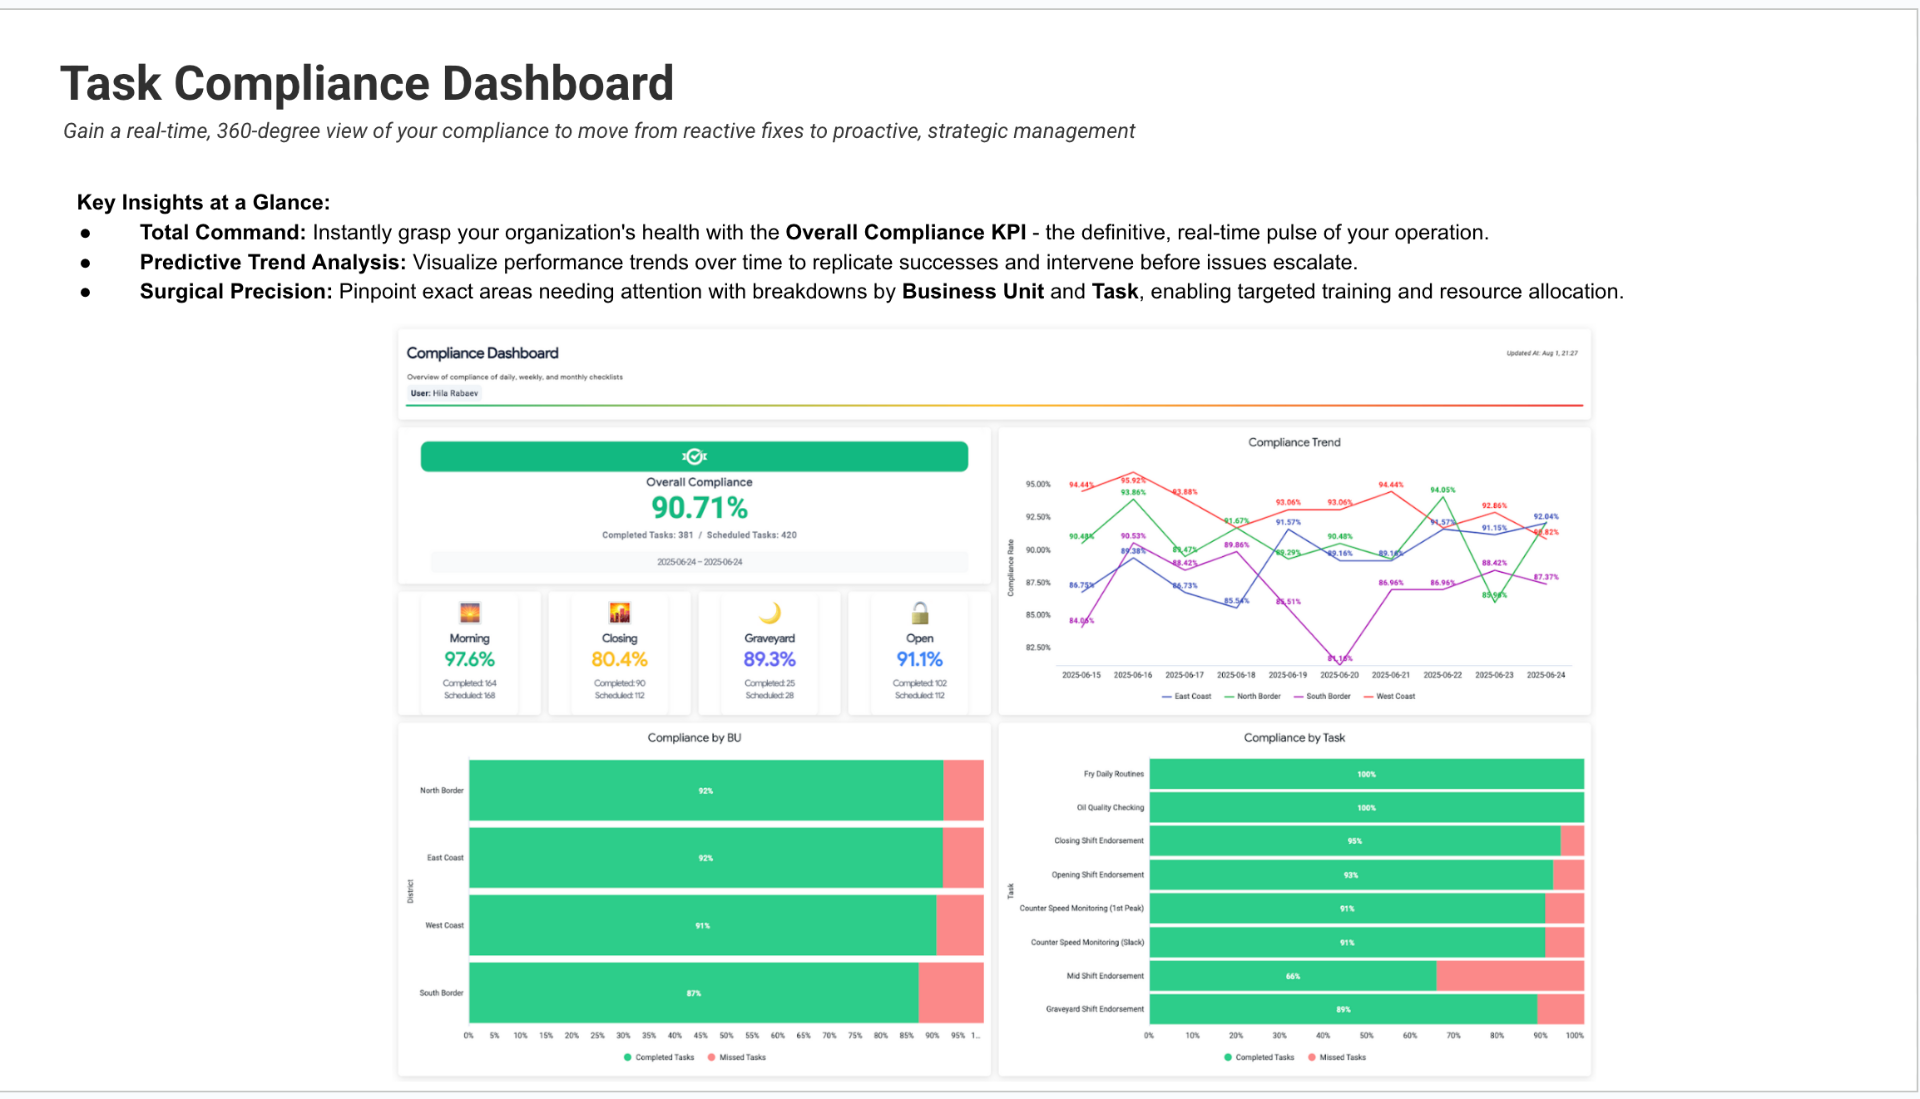 Task Compliance Dashboard
Gain a real-time, 360-degree view of your compliance to move from reactive fixes to proactive, strategic management
Key Insights at a Glance:
● Total Command: Instantly grasp your organization's health with the Overall Compliance KPI - the definitive, real-time pulse of your operation.
● Predictive Trend Analysis: Visualize performance trends over time to replicate successes and intervene before issues escalate.
● Surgical Precision: Pinpoint exact areas needing attention with breakdowns by Business Unit and Task, enabling targeted training and resource allocation.
Compliance Dashboard
Updated At: Aug 1, 21:27
Overview of compliance of daily, weekly, and monthly checklists
User: Hila Rabaev
Overall Compliance
90.71%
Completed Tasks: 381 / Scheduled Tasks: 420
2025-06-24 – 2025-06-24
Morning
97.6%
Completed: 164
Scheduled: 168
Closing
80.4%
Completed: 90
Scheduled: 112
Graveyard
89.3%
Completed: 25
Scheduled: 28
Open
91.1%
Completed: 102
Scheduled: 112
Compliance Trend
Compliance Rate
95.00%
92.50%
90.00%
87.50%
85.00%
82.50%
94.44% 95.92% 93.88% 91.67% 93.06% 93.06% 94.44% 91.57% 92.86%
90.48% 93.86% 89.47% 89.29% 90.48% 94.05%
86.75% 89.38% 86.73% 85.54% 91.57% 89.16% 89.16% 91.15% 92.04%
84.06% 90.53% 88.42% 89.86% 85.51% 81.16% 86.96% 86.96% 88.42% 87.37%
2025-06-15 2025-06-16 2025-06-17 2025-06-18 2025-06-19 2025-06-20 2025-06-21 2025-06-22 2025-06-23 2025-06-24
East Coast North Border South Border West Coast
Compliance by BU
District
North Border 92%
East Coast 92%
West Coast 91%
South Border 87%
0% 5% 10% 15% 20% 25% 30% 35% 40% 45% 50% 55% 60% 65% 70% 75% 80% 85% 90% 95% 1...
Completed Tasks Missed Tasks
Compliance by Task
Task
Fry Daily Routines 100%
Oil Quality Checking 100%
Closing Shift Endorsement 95%
Opening Shift Endorsement 93%
Counter Speed Monitoring (1st Peak) 91%
Counter Speed Monitoring (Slack) 91%
Mid Shift Endorsement 66%
Graveyard Shift Endorsement 89%
0% 10% 20% 30% 40% 50% 60% 70% 80% 90% 100%
Completed Tasks Missed Tasks